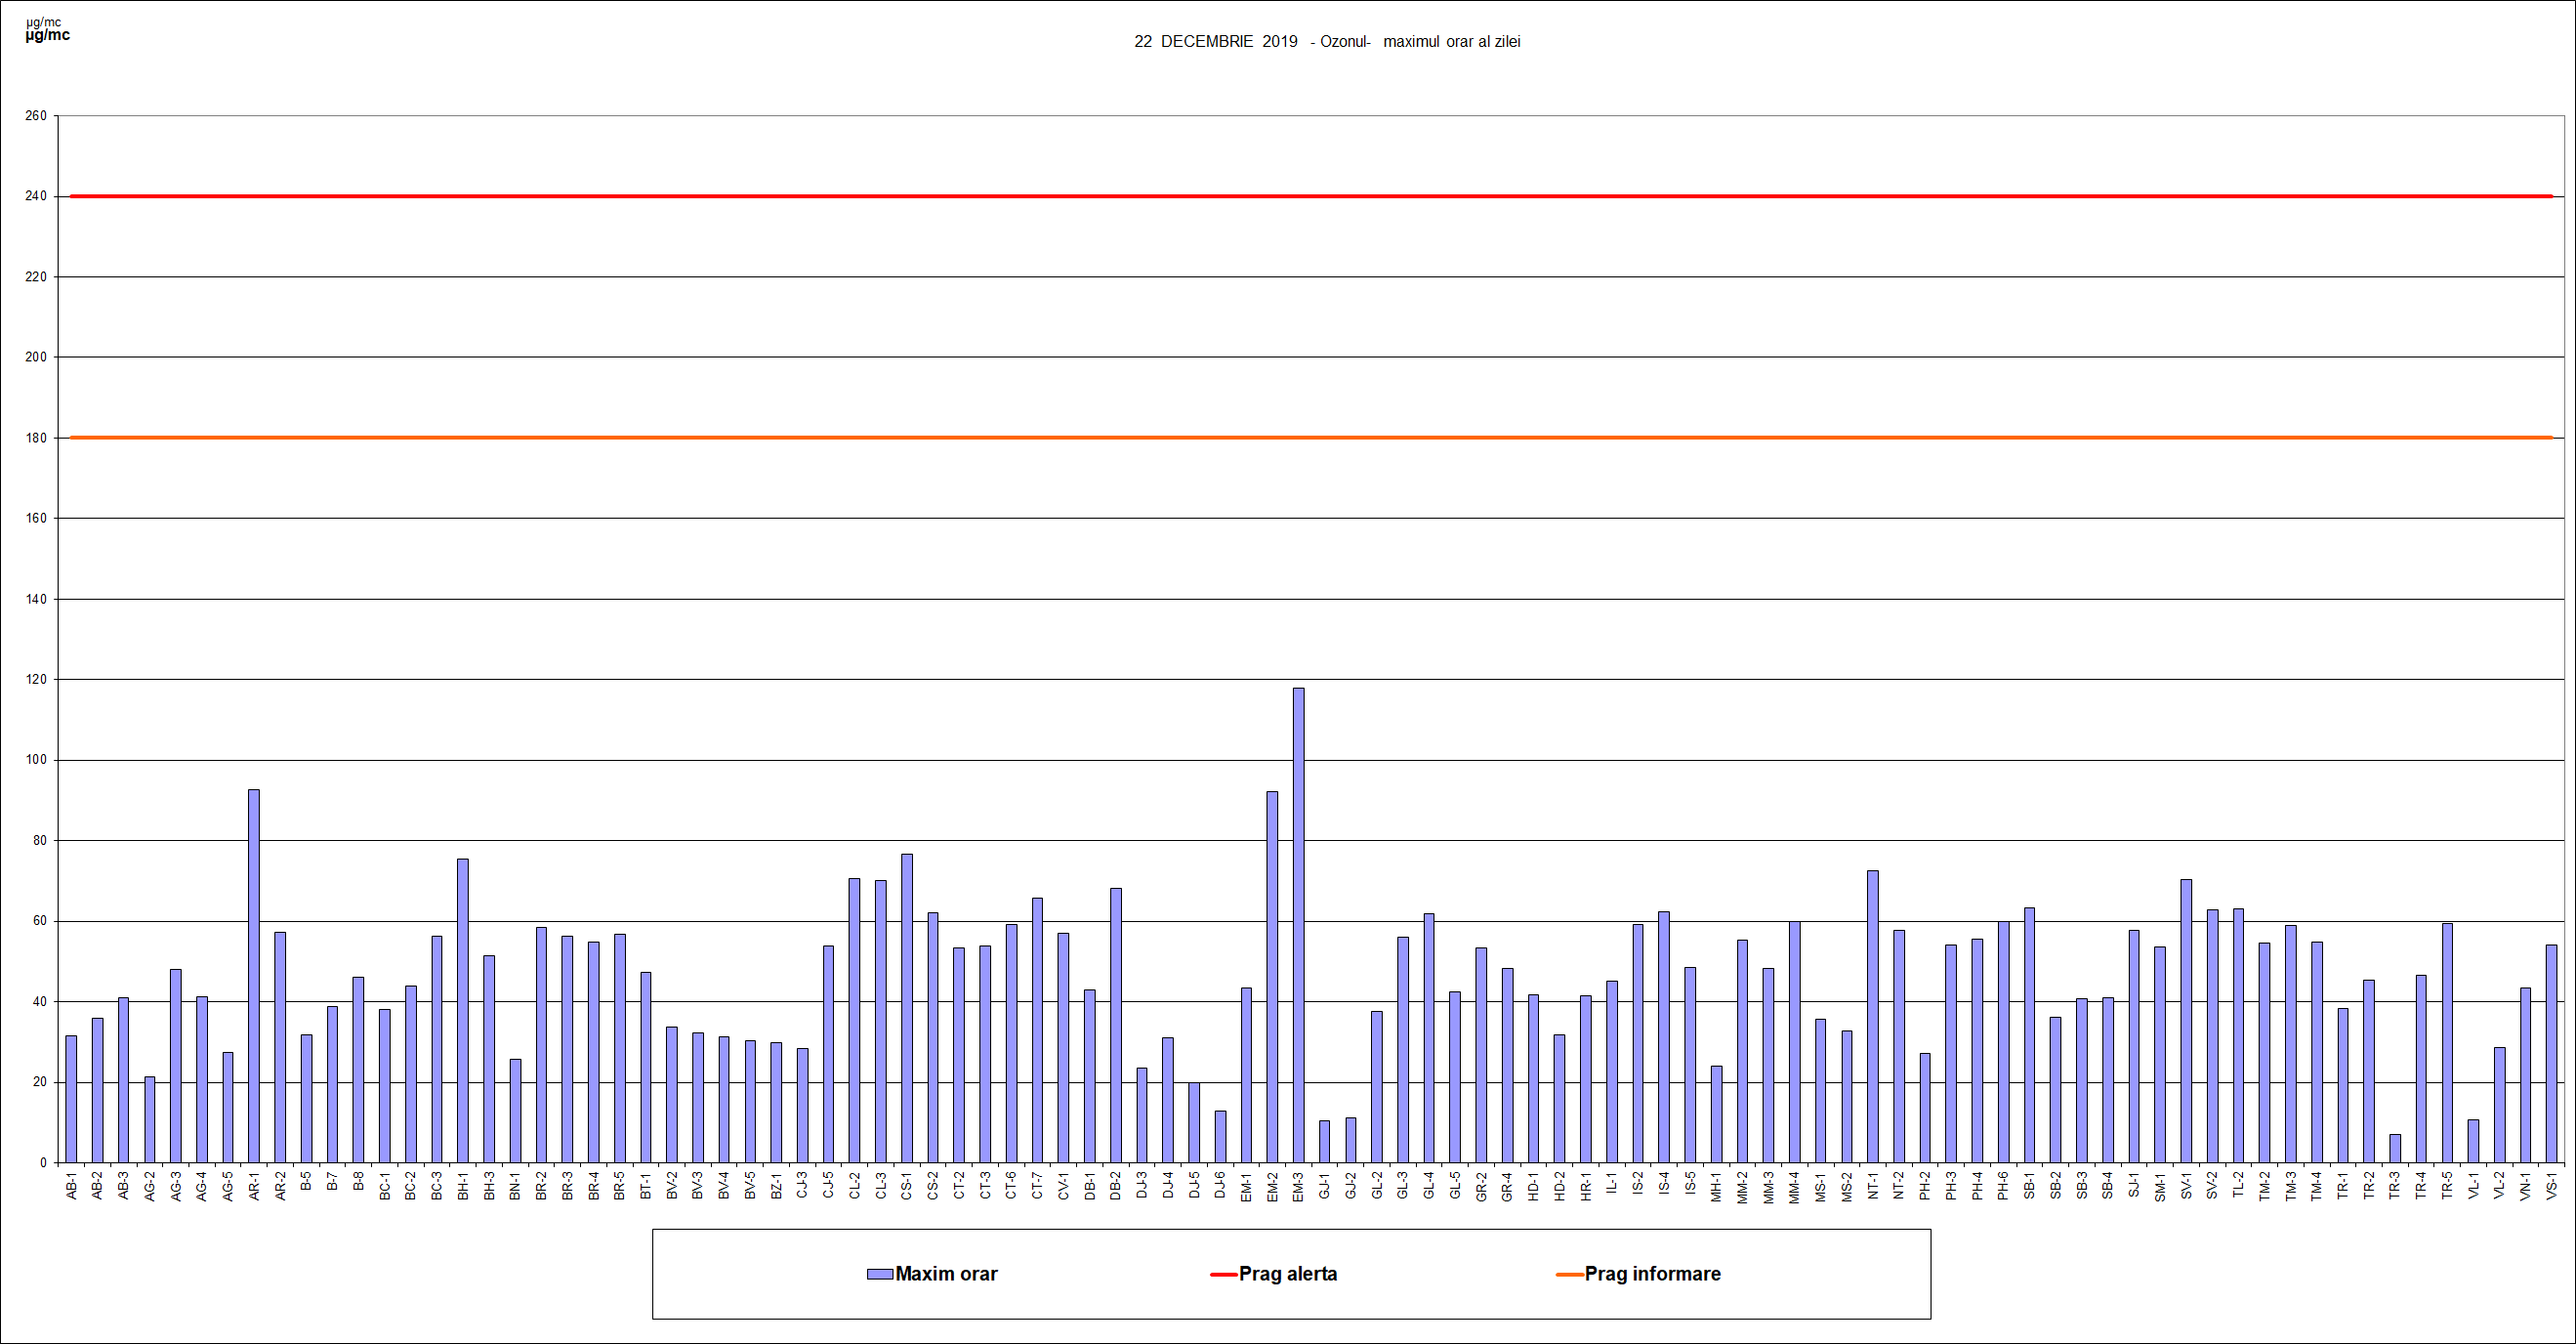 µg/mc
µg/mc
22 DECEMBRIE 2019 - Ozonul- maximul orar al zilei
260
240
220
200
180
160
140
120
100
80
60
40
20
0
AB-1 AB-2 AB-3 AG-2 AG-3 AG-4 AG-5 AR-1 AR-2 B-5 B-7 B-8 BC-1 BC-2 BC-3 BH-1 BH-3 BN-1 BR-2 BR-3 BR-4 BR-5 BT-1 BV-2 BV-3 BV-4 BV-5 BZ-1 CJ-3 CJ-5 CL-2 CL-3 CS-1 CS-2 CT-2 CT-3 CT-6 CT-7 CV-1 DB-1 DB-2 DJ-3 DJ-4 DJ-5 DJ-6 EM-1 EM-2 EM-3 GJ-1 GJ-2 GL-2 GL-3 GL-4 GL-5 GR-2 GR-4 HD-1 HD-2 HR-1 IL-1 IS-2 IS-4 IS-5 MH-1 MM-2 MM-3 MM-4 MS-1 MS-2 NT-1 NT-2 PH-2 PH-3 PH-4 PH-6 SB-1 SB-2 SB-3 SB-4 SJ-1 SM-1 SV-1 SV-2 TL-2 TM-2 TM-3 TM-4 TR-1 TR-2 TR-3 TR-4 TR-5 VL-1 VL-2 VN-1 VS-1
Maxim orar Prag alerta Prag informare